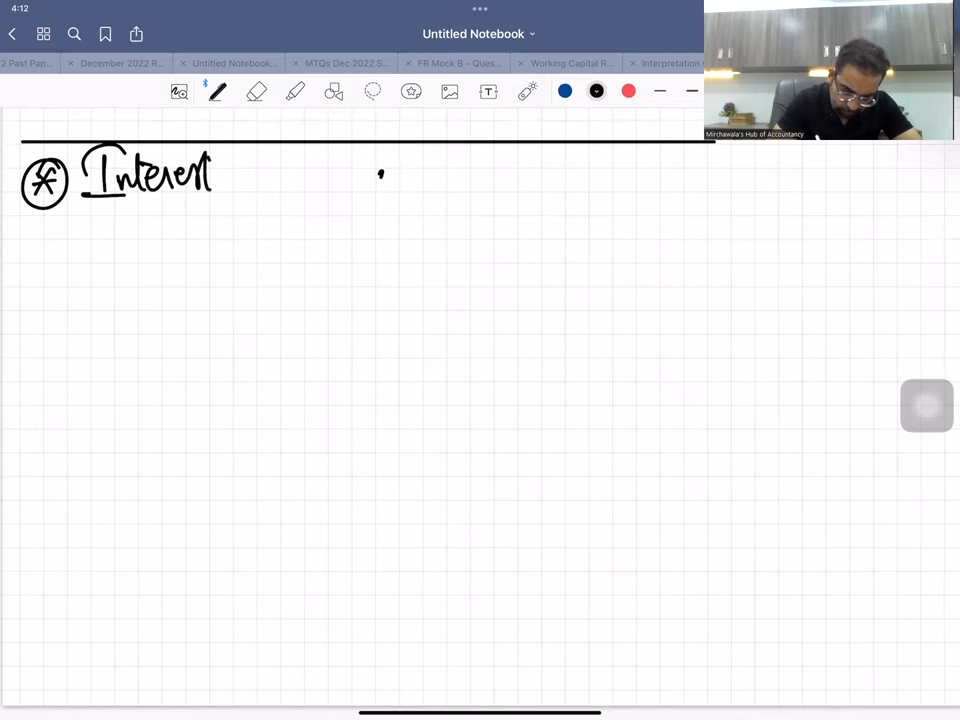 4:12
Untitled Notebook
2 Past Pap...
December 2022 R...
Untitled Notebook...
MTQs Dec 2022 S...
FR Mock B - Ques...
Working Capital R...
Interpretation
T
Mirchawala's Hub of Accountancy
Interest